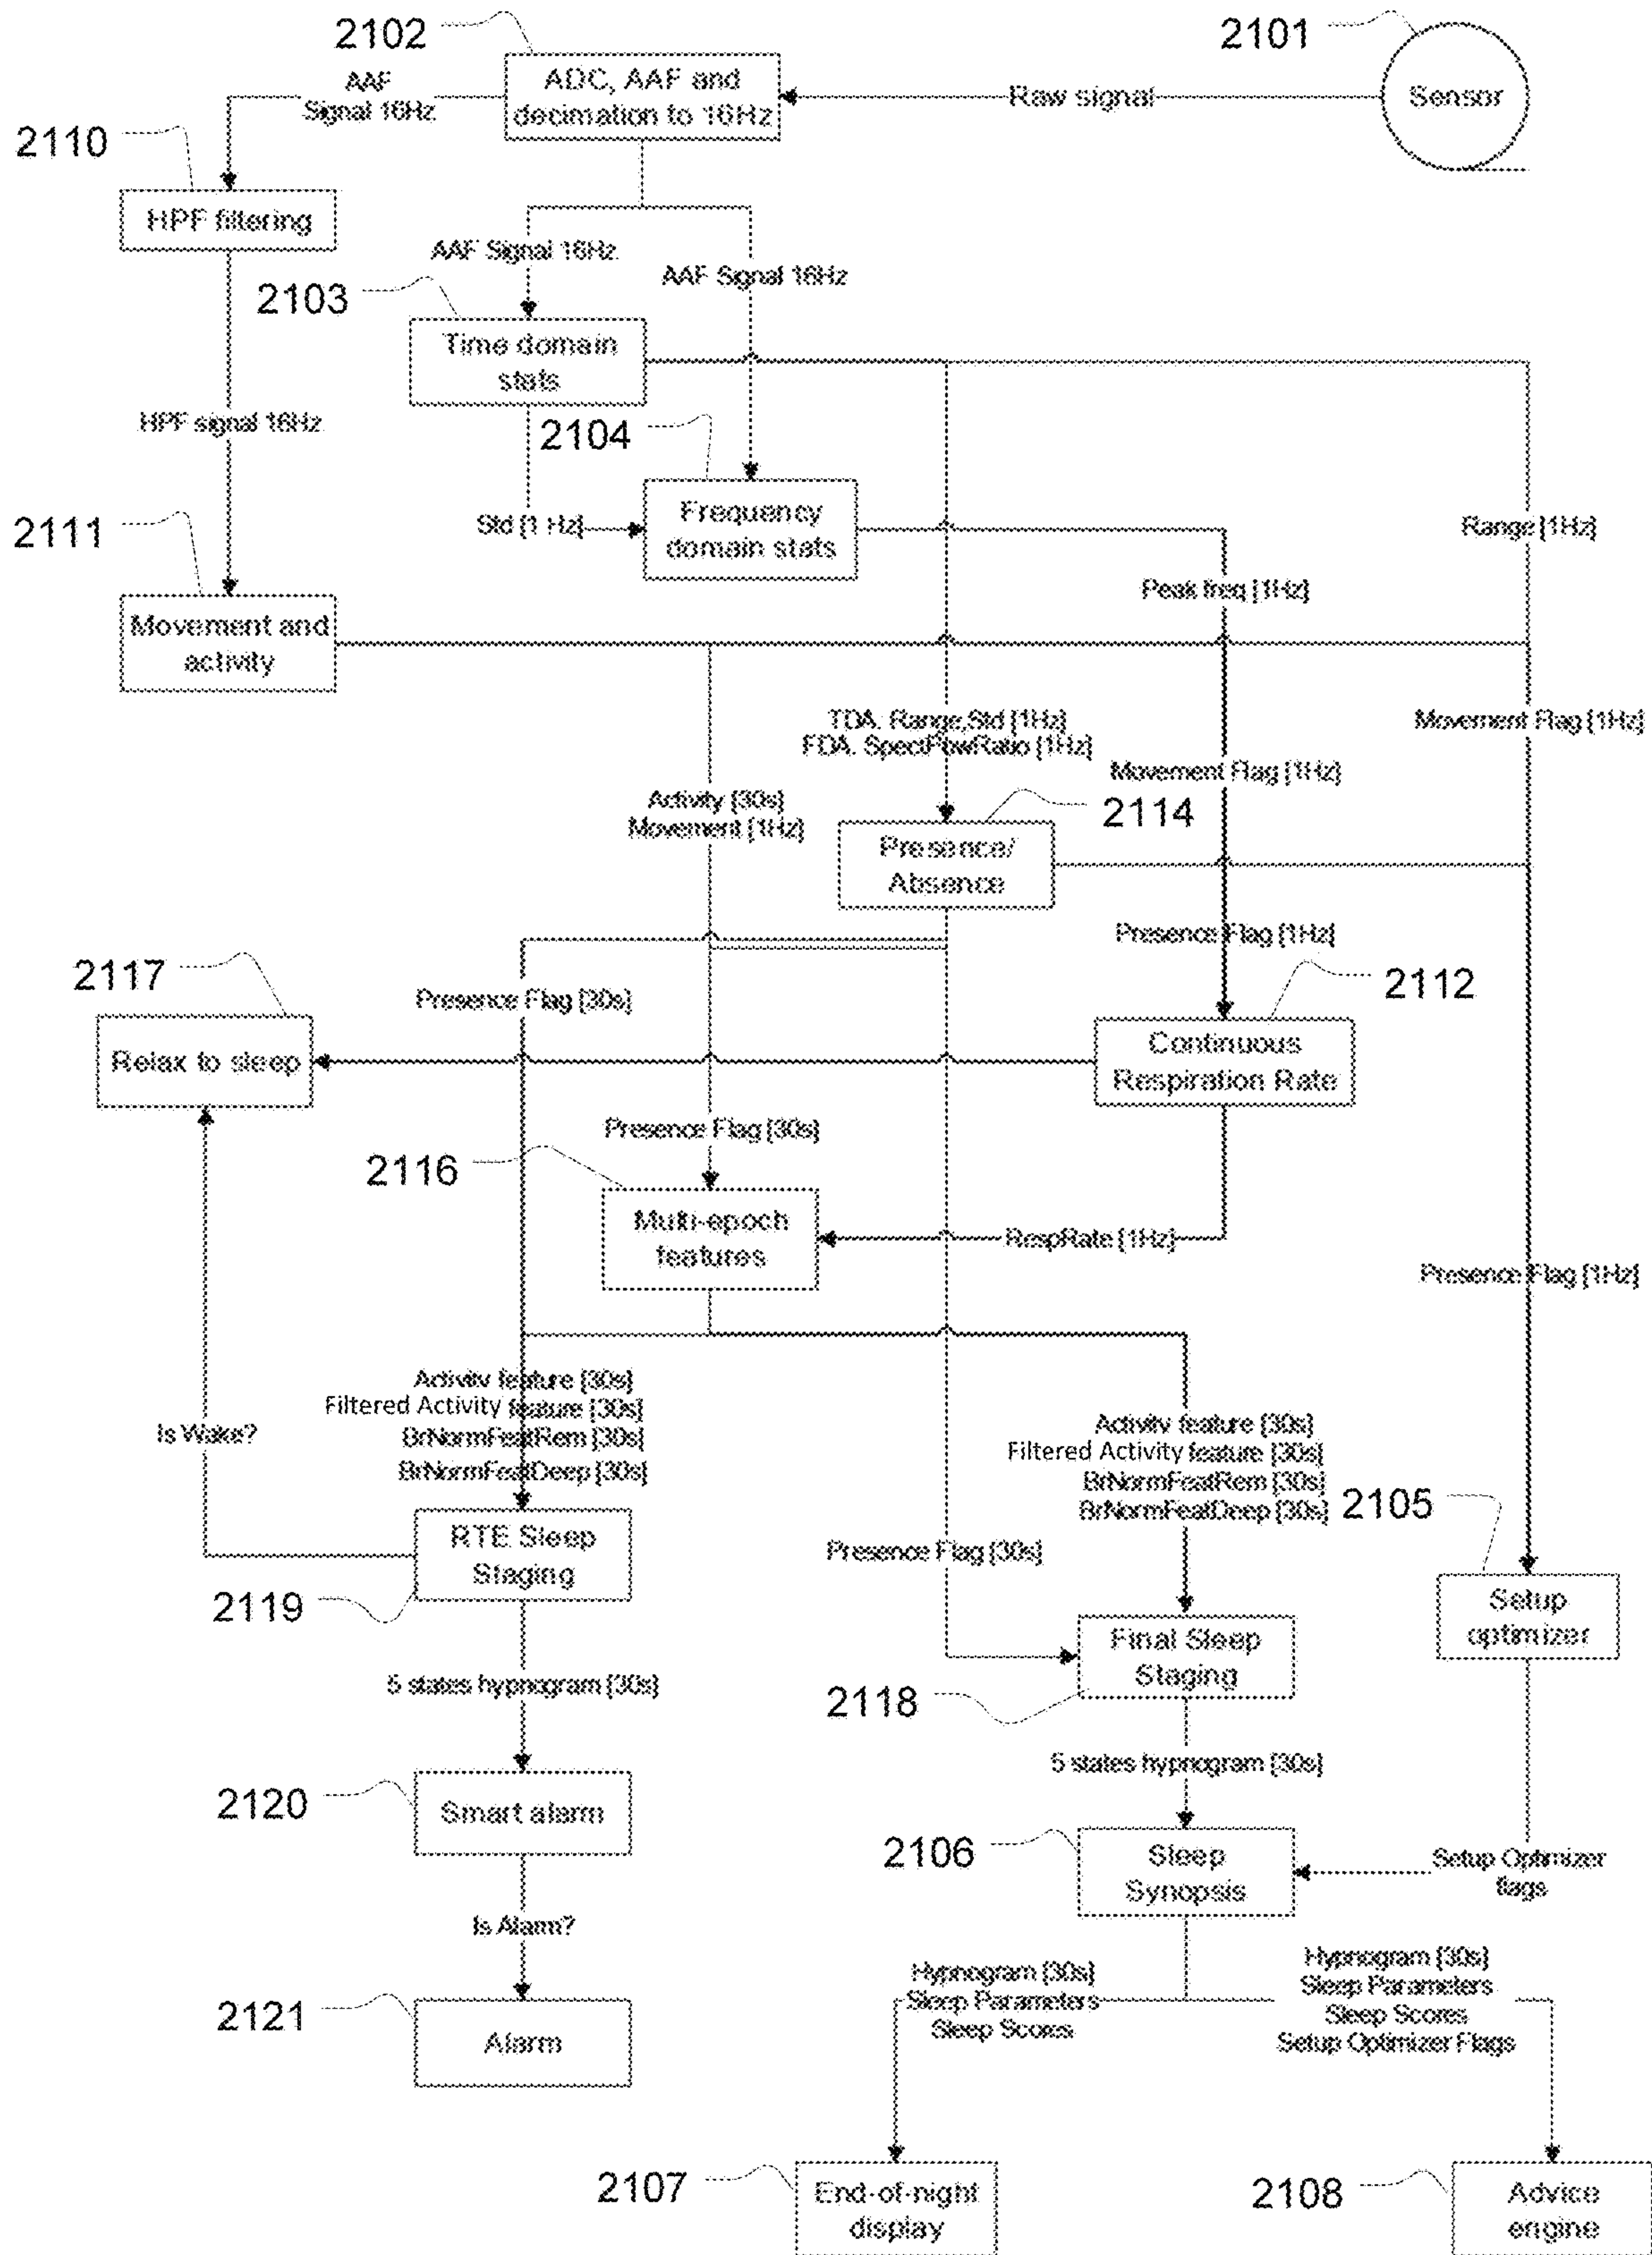 2102
2101
AAF
Signal 16Hz
ADC, AAF and
decimation to 16Hz
Raw signal
Sensor
2110
HPF filtering
AAF Signal 16Hz
AAF Signal 16Hz
2103
Time domain
stats
HPF signal 16Hz
2104
Std [1 Hz]
Frequency
domain stats
Range [1Hz]
2111
Peak freq [1Hz]
Movement and
activity
TDA. Range,Std [1Hz]
FDA. SpectPowRatio [1Hz]
Movement Flag [1Hz]
Movement Flag [1Hz]
Activity [30s]
Movement [1Hz]
2114
Presence/
Absence
Presence Flag [1Hz]
2117
2112
Presence Flag [30s]
Relax to sleep
Continuous
Respiration Rate
Presence Flag [30s]
2116
Multi-epoch
features
RespRate [1Hz]
Presence Flag [1Hz]
Activity feature [30s]
Filtered Activity feature [30s]
BrNormFeatRem [30s]
BrNormFeatDeep [30s]
Is Wake?
Activity feature [30s]
Filtered Activity feature [30s]
BrNormFeatRem [30s]
BrNormFeatDeep [30s]
2105
RTE Sleep
Staging
Presence Flag [30s]
2119
Setup
optimizer
Final Sleep
Staging
5 states hypnogram [30s]
2118
5 states hypnogram [30s]
2120
Smart alarm
2106
Sleep
Synopsis
Setup Optimizer
flags
Is Alarm?
Hypnogram [30s]
Sleep Parameters
Sleep Scores
Hypnogram [30s]
Sleep Parameters
Sleep Scores
Setup Optimizer Flags
2121
Alarm
2107
End-of-night
display
2108
Advice
engine